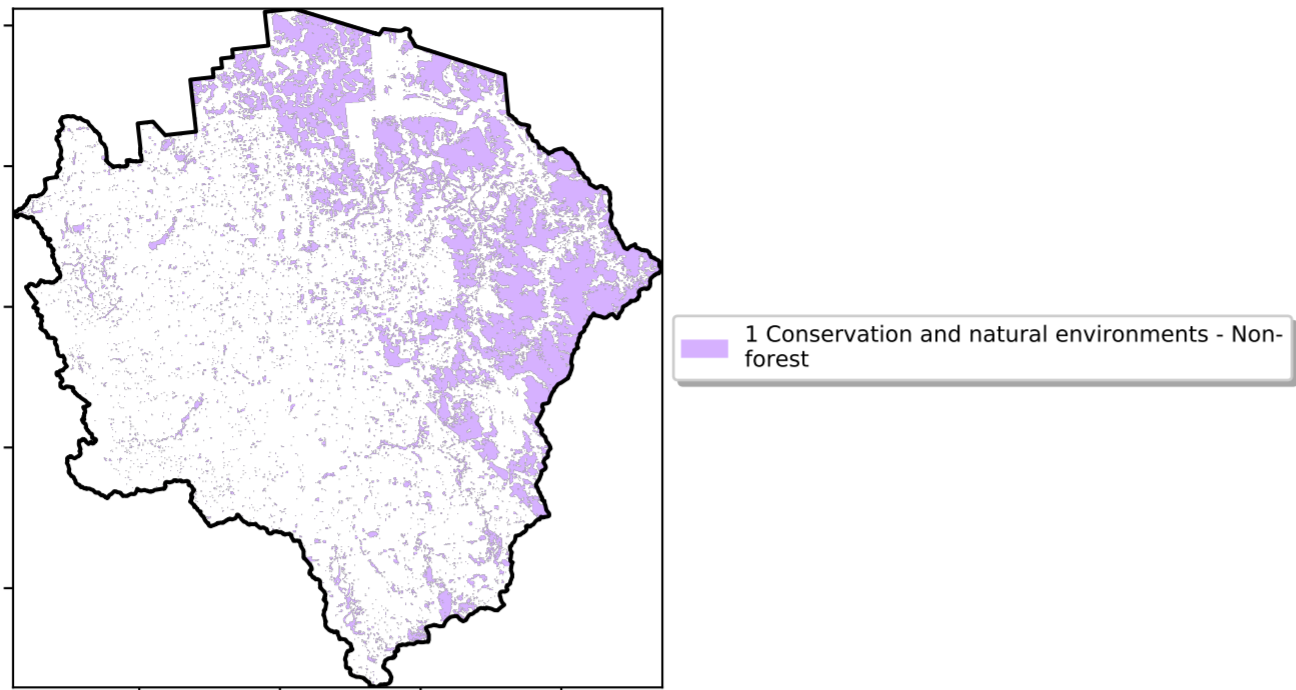 1 Conservation and natural environments - Non-
forest